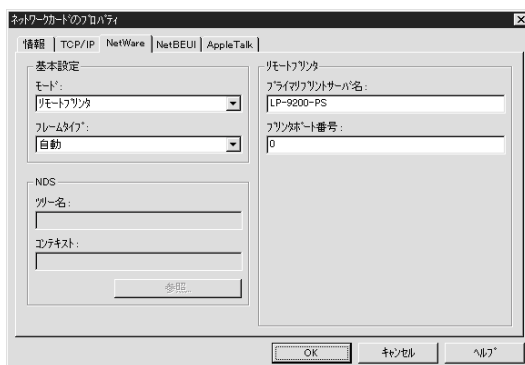 ﾈｯﾄﾜｰｸｶｰﾄﾞのﾌﾟﾛﾊﾟﾃｨ
情報 TCP/IP NetWare NetBEUI AppleTalk
基本設定
ﾓｰﾄﾞ:
ﾘﾓｰﾄﾌﾟﾘﾝﾀ
ﾌﾚｰﾑﾀｲﾌﾟ:
自動
NDS
ﾂﾘｰ名:
ｺﾝﾃｷｽﾄ:
参照...
ﾘﾓｰﾄﾌﾟﾘﾝﾀ
ﾌﾟﾗｲﾏﾘﾌﾟﾘﾝﾄｻｰﾊﾞ名:
LP-9200-PS
ﾌﾟﾘﾝﾀﾎﾟｰﾄ番号:
0
OK ｷｬﾝｾﾙ ﾍﾙﾌﾟ